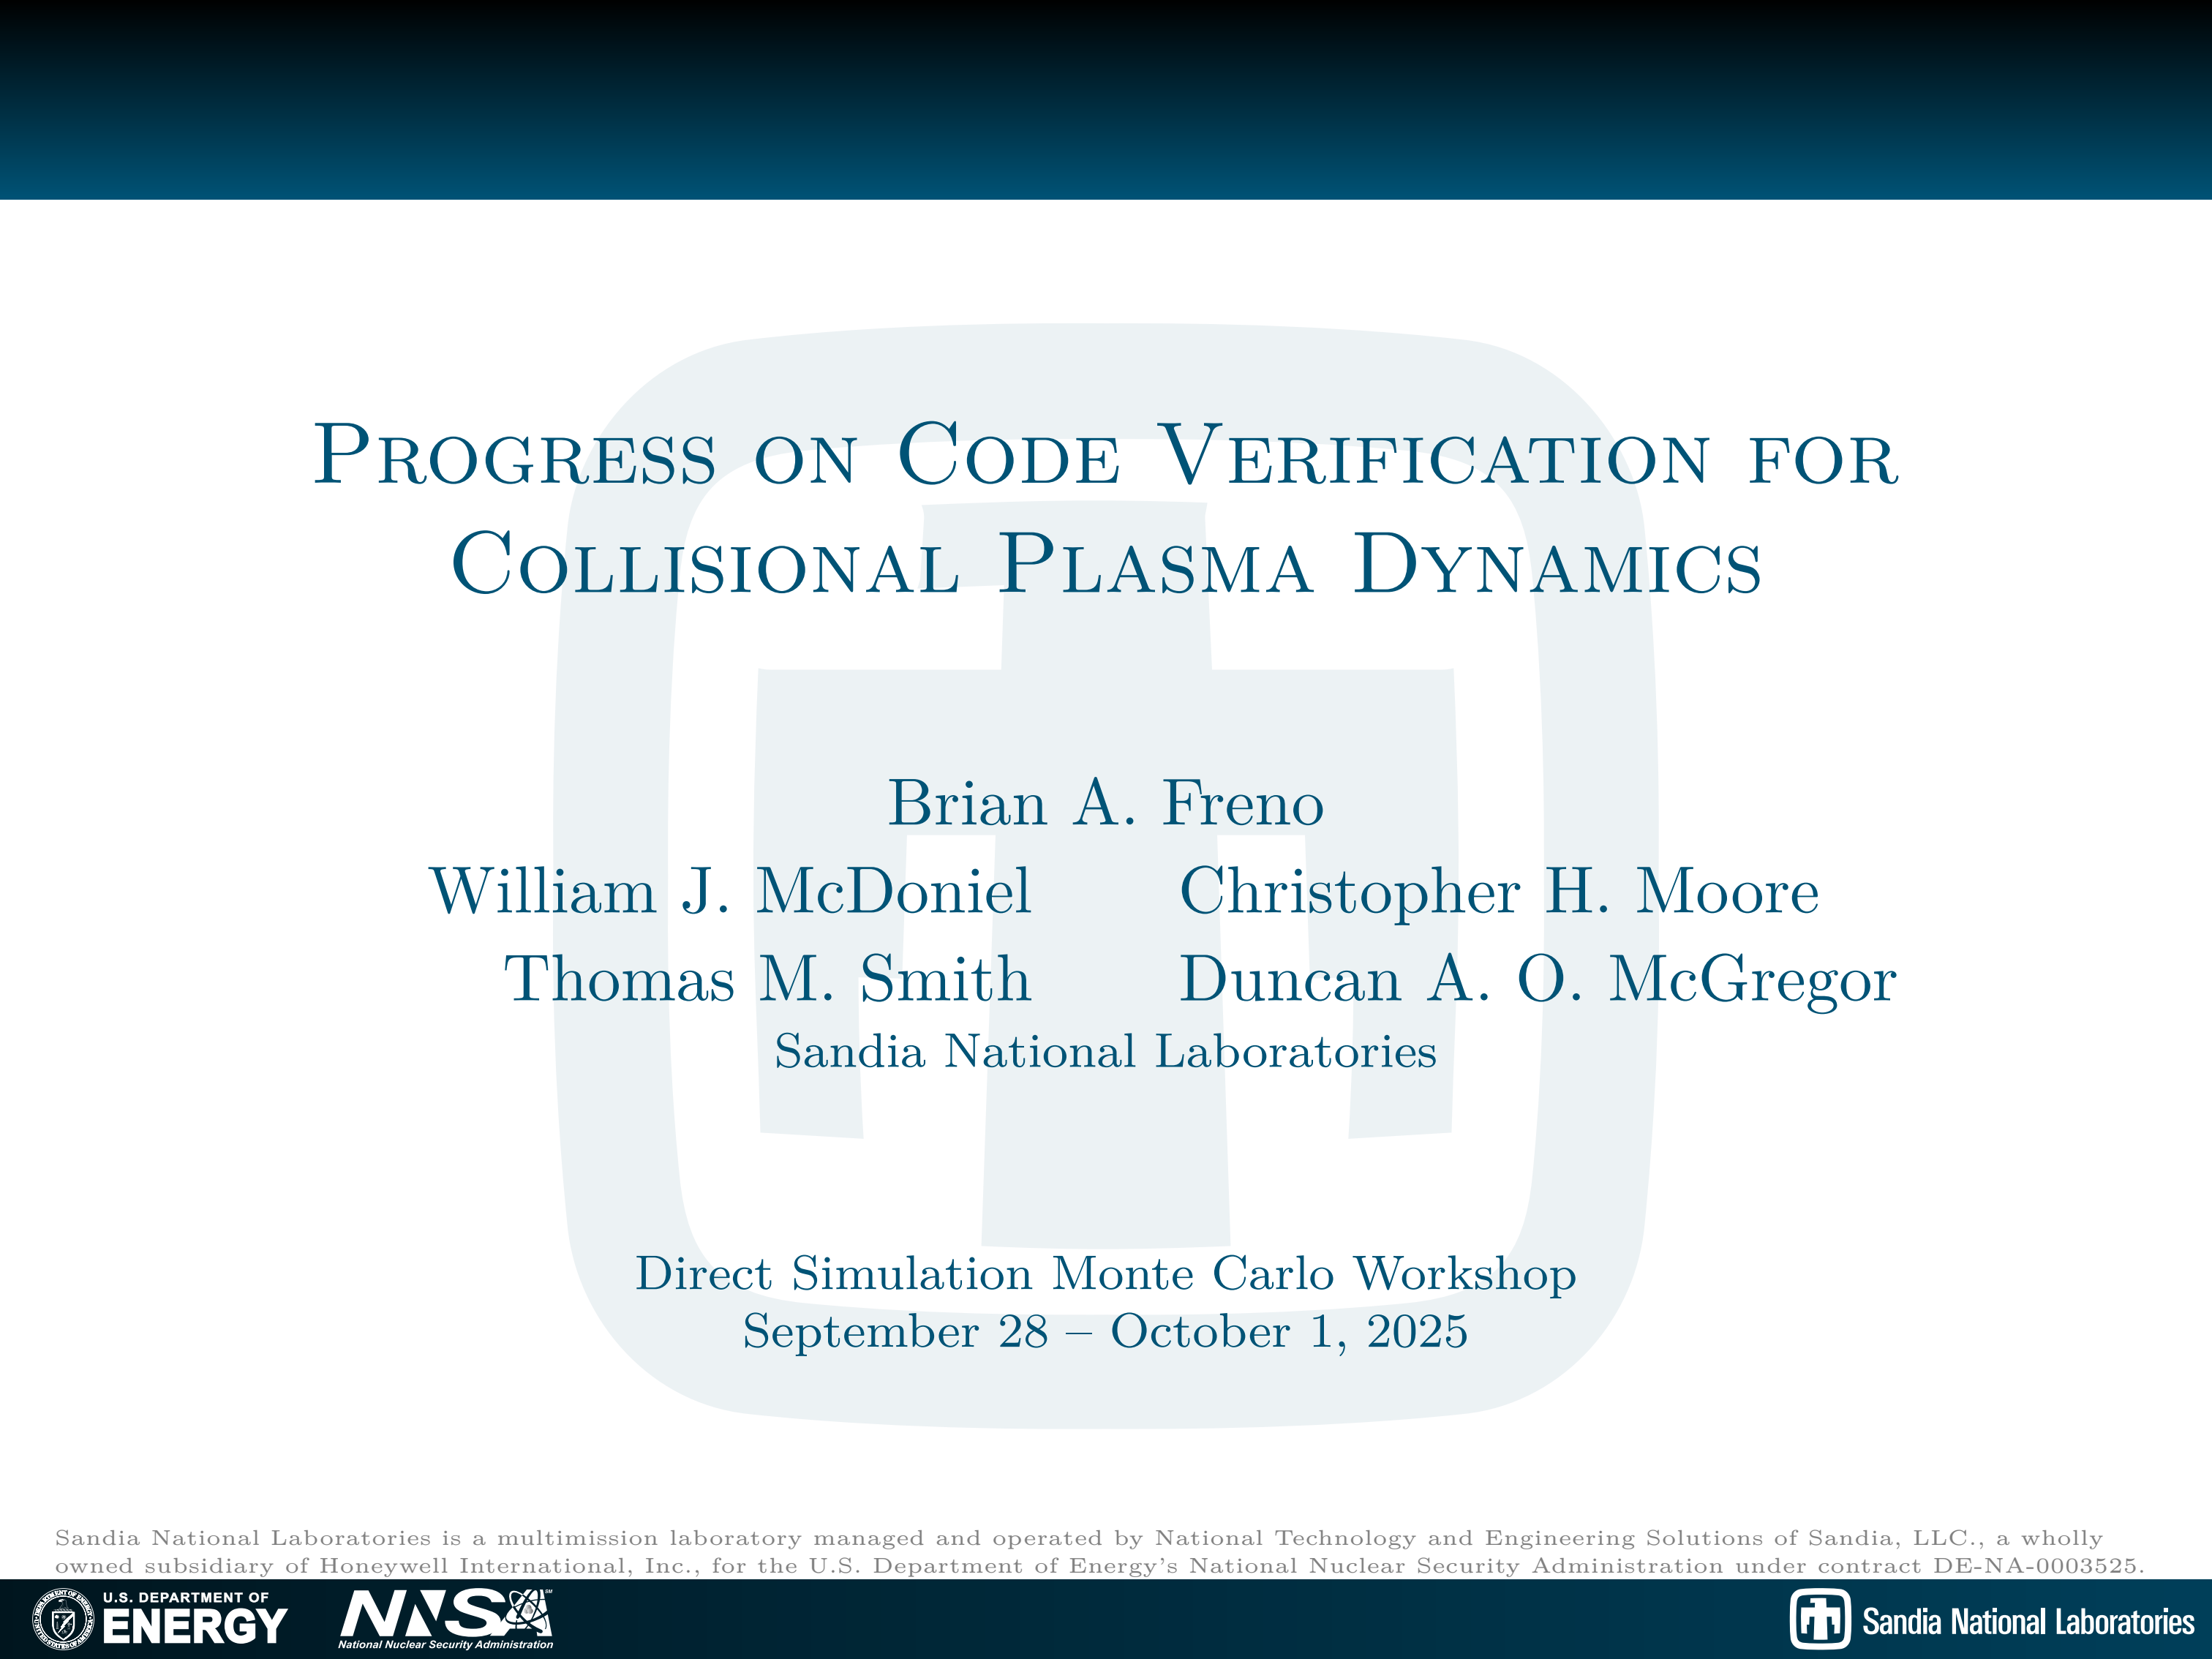 Progress on Code Verification for
Collisional Plasma Dynamics
Brian A. Freno
William J. McDoniel Christopher H. Moore
Thomas M. Smith Duncan A. O. McGregor
Sandia National Laboratories
Direct Simulation Monte Carlo Workshop
September 28 – October 1, 2025
Sandia National Laboratories is a multimission laboratory managed and operated by National Technology and Engineering Solutions of Sandia, LLC., a wholly
owned subsidiary of Honeywell International, Inc., for the U.S. Department of Energy's National Nuclear Security Administration under contract DE-NA-0003525.
U.S. DEPARTMENT OF
ENERGY
NNSA
National Nuclear Security Administration
Sandia National Laboratories